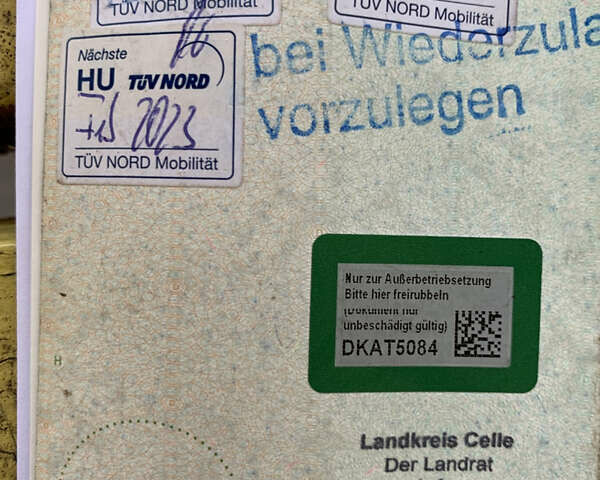 TÜV NORD Mobilität
TÜV NORD Mobilität
bei Wiederzula
vorzulegen
Nächste
HU TÜV NORD
2023
TÜV NORD Mobilität
Nur zur Außerbetriebsetzung
Bitte hier freirubbeln
(Dokument nur
unbeschädigt gültig)
DKAT5084
H
Landkreis Celle
Der Landrat